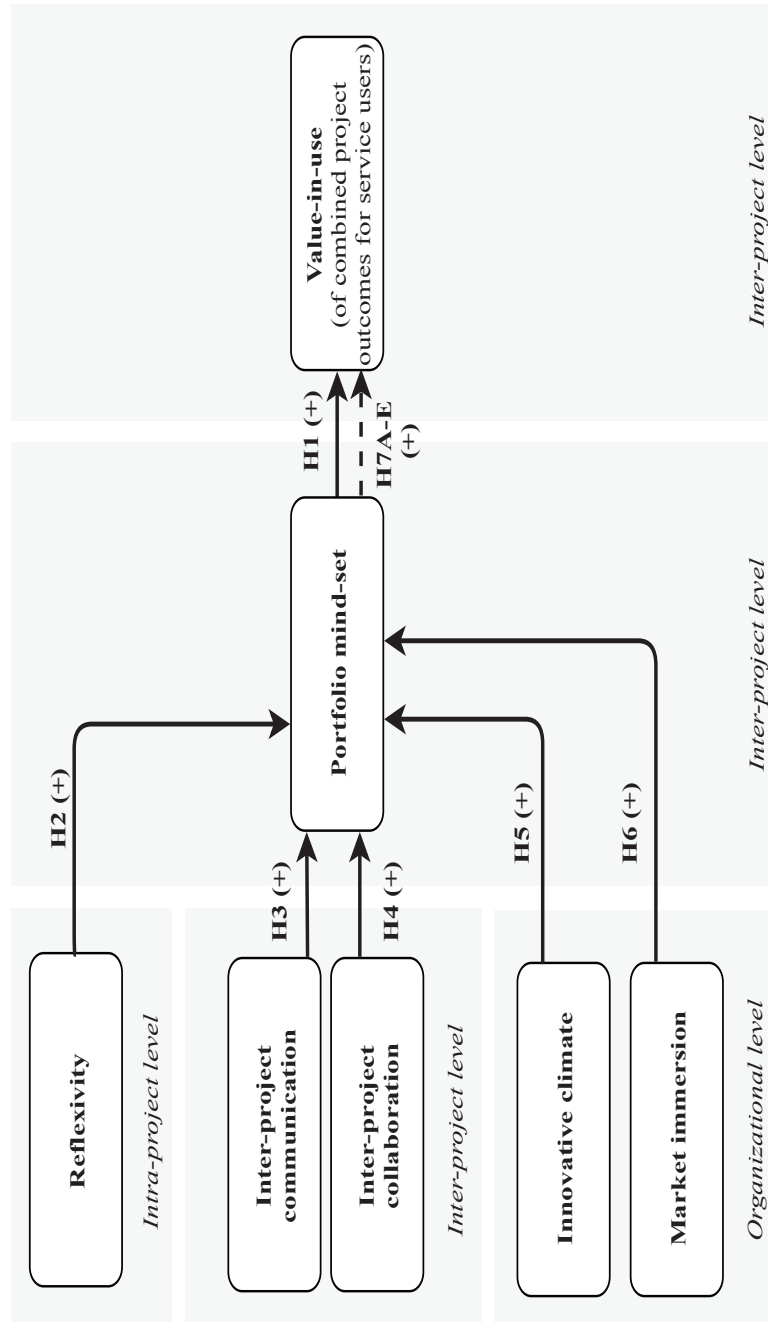 Reflexivity
Intra-project level
Inter-project
communication
Inter-project
collaboration
Inter-project level
Innovative climate
Market immersion
Organizational level
H2 (+)
H3 (+)
H4 (+)
H5 (+)
H6 (+)
Portfolio mind-set
Inter-project level
H1 (+)
H7A-E
(+)
Value-in-use
(of combined project
outcomes for service users)
Inter-project level